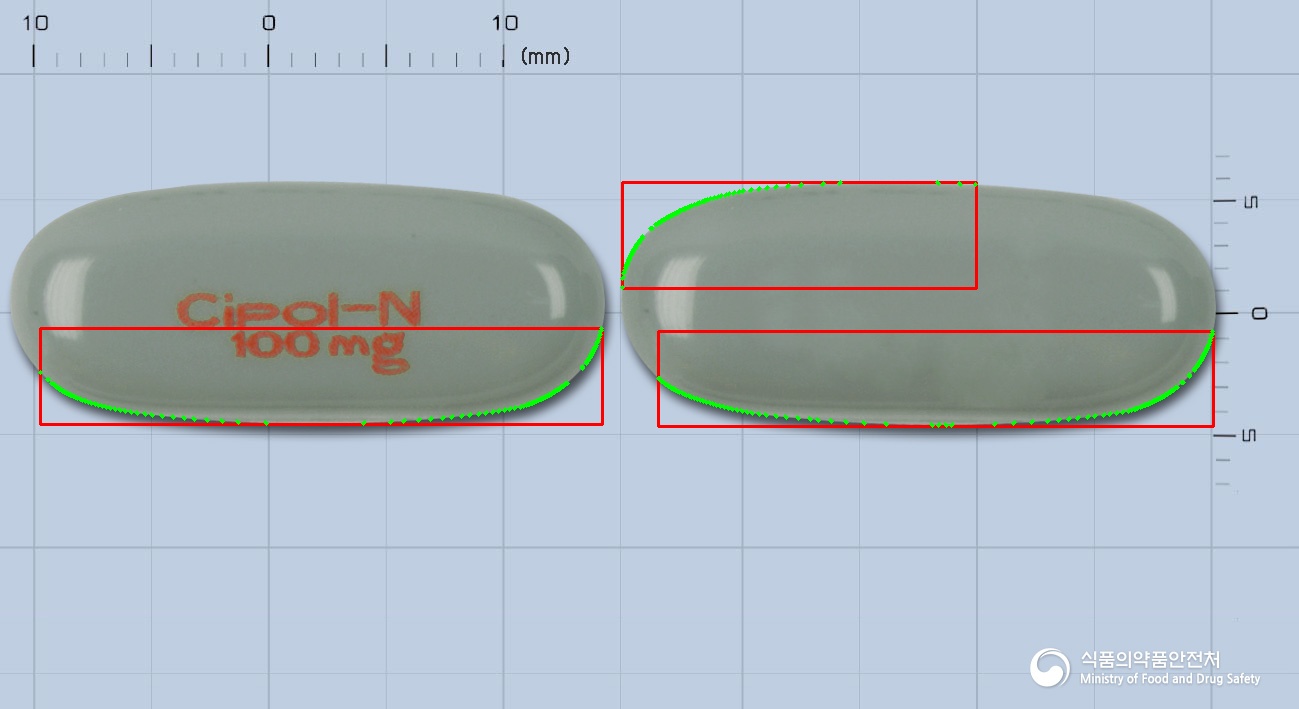 10 0 10
(mm)
5
0
5
Cipol-N
100 mg
식품의약품안전처
Ministry of Food and Drug Safety